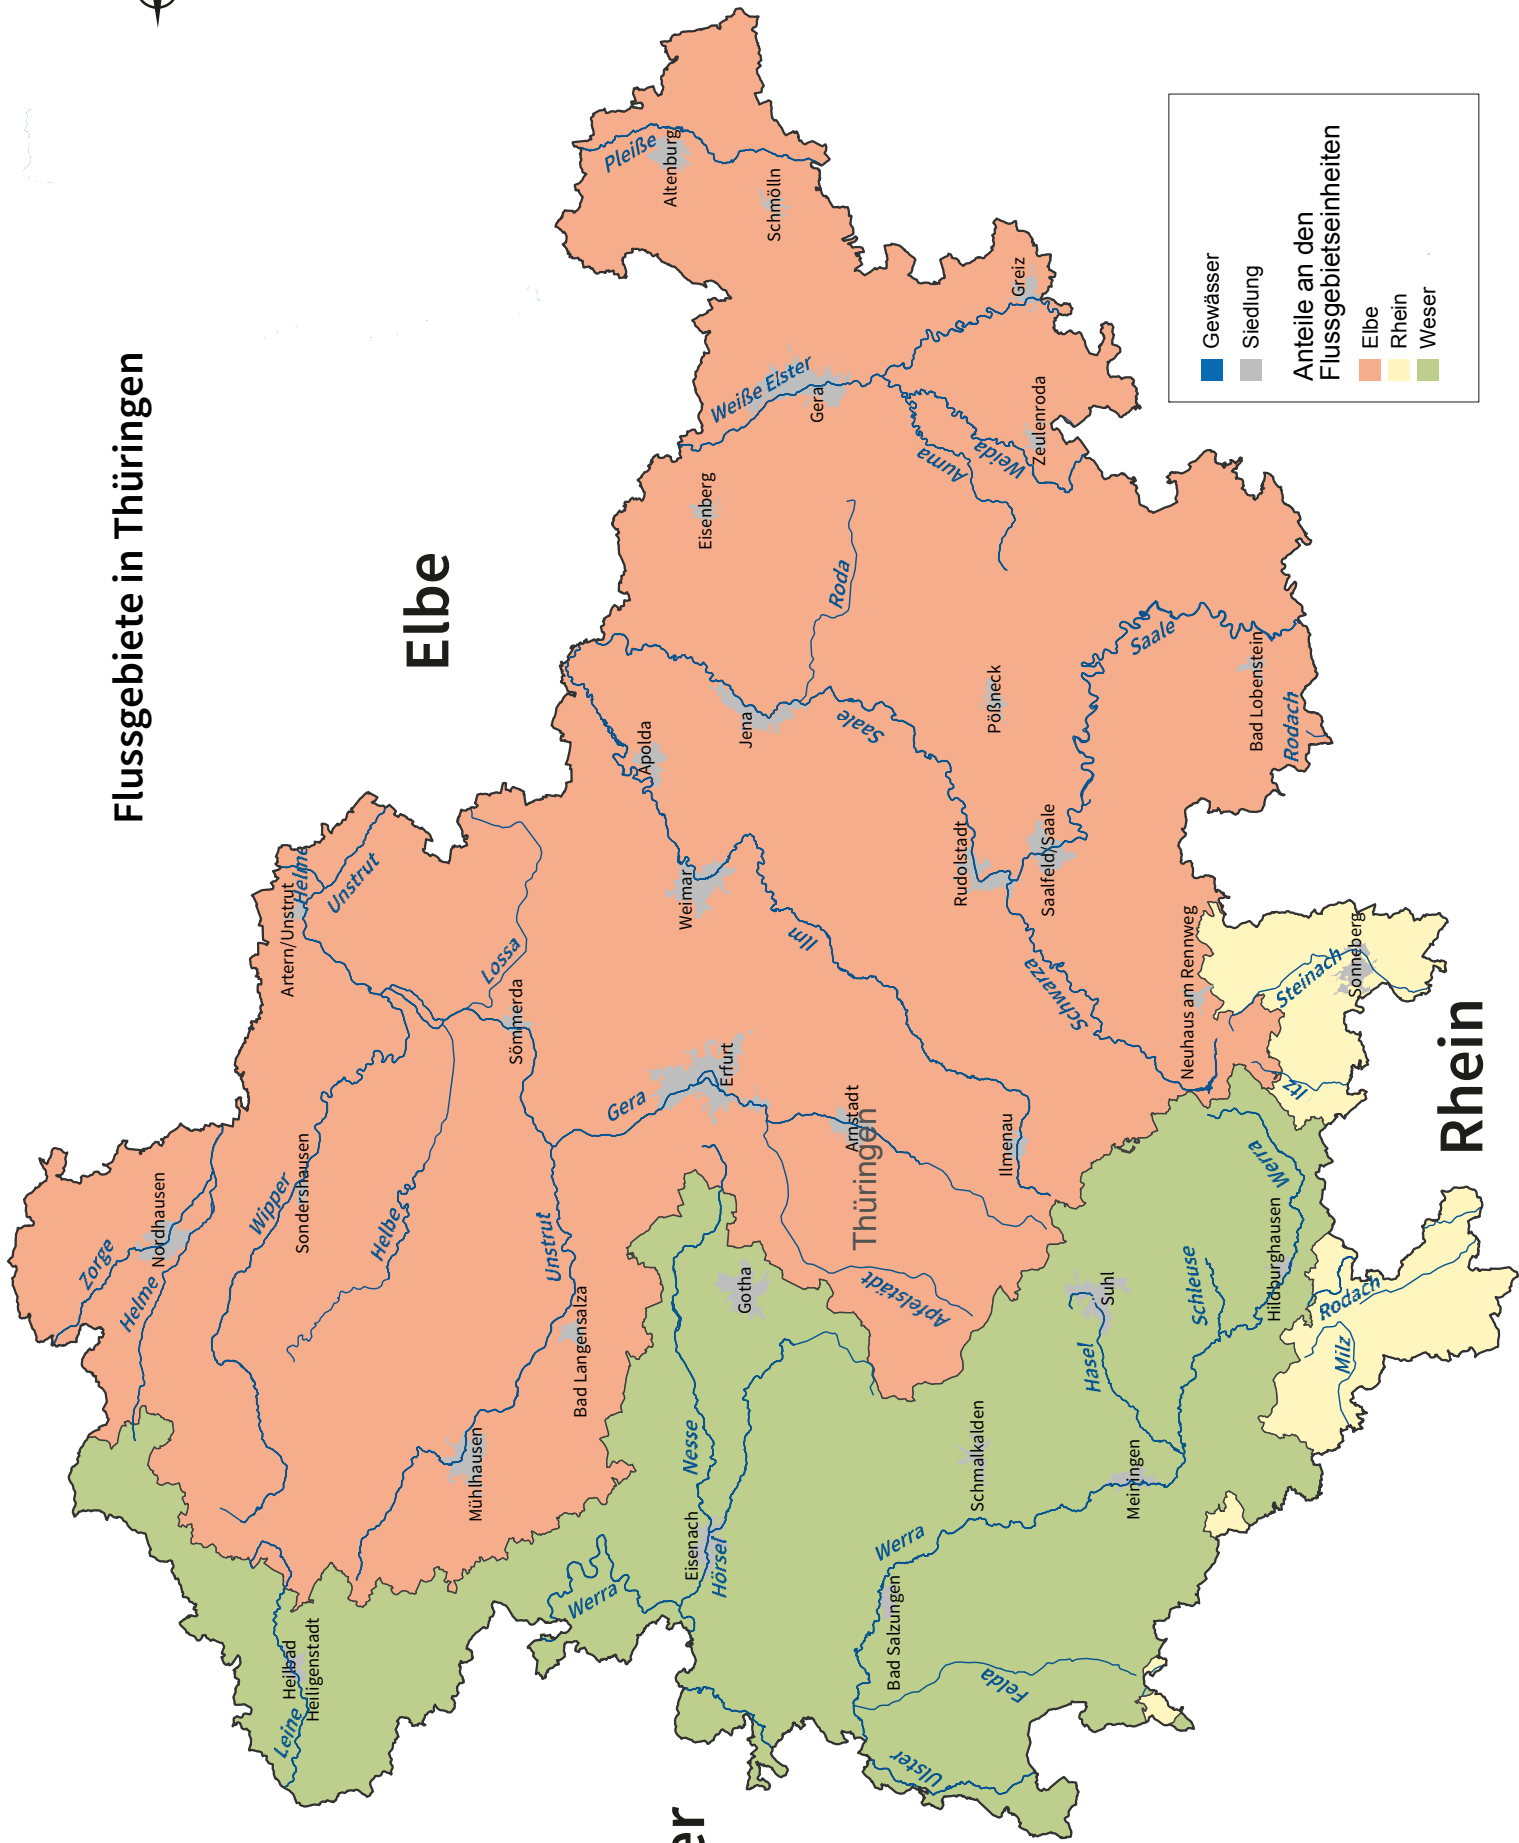 Flussgebiete in Thüringen
Elbe
Rhein
er
Thüringen
Zorge
Nordhausen
Helme
Wipper
Sondershausen
Helbe
Artern/Unstrut
Helme
Unstrut
Lossa
Sömmerda
Unstrut
Bad Langensalza
Mühlhausen
Heilbad
Heiligenstadt
Leine
Gera
Erfurt
Weimar
Apolda
Ilm
Jena
Saale
Roda
Eisenberg
Weiße Elster
Gera
Pleiße
Altenburg
Schmölln
Greiz
Zeulenroda
Weida
Auma
Pößneck
Rudolstadt
Saalfeld/Saale
Saale
Bad Lobenstein
Rodach
Schwarza
Neuhaus am Rennweg
Steinach
Sonneberg
Itz
Arnstadt
Ilmenau
Apfelstädt
Gotha
Nesse
Eisenach
Hörsel
Werra
Werra
Bad Salzungen
Felda
Ulster
Schmalkalden
Meiningen
Hasel
Suhl
Schleuse
Hildburghausen
Werra
Rodach
Milz
Gewässer
Siedlung
Anteile an den
Flussgebietseinheiten
Elbe
Rhein
Weser